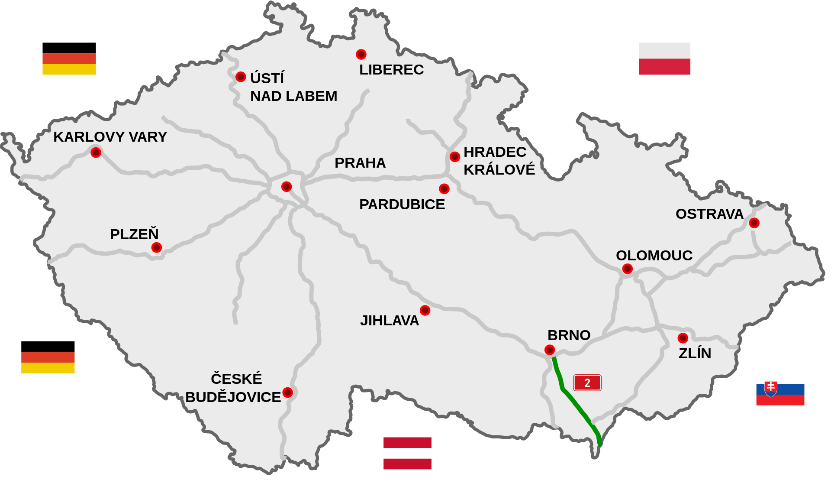 LIBEREC
ÚSTÍ
NAD LABEM
KARLOVY VARY
PRAHA
HRADEC
KRÁLOVÉ
PARDUBICE
OSTRAVA
PLZEŇ
OLOMOUC
JIHLAVA
BRNO
ZLÍN
2
ČESKÉ
BUDĚJOVICE